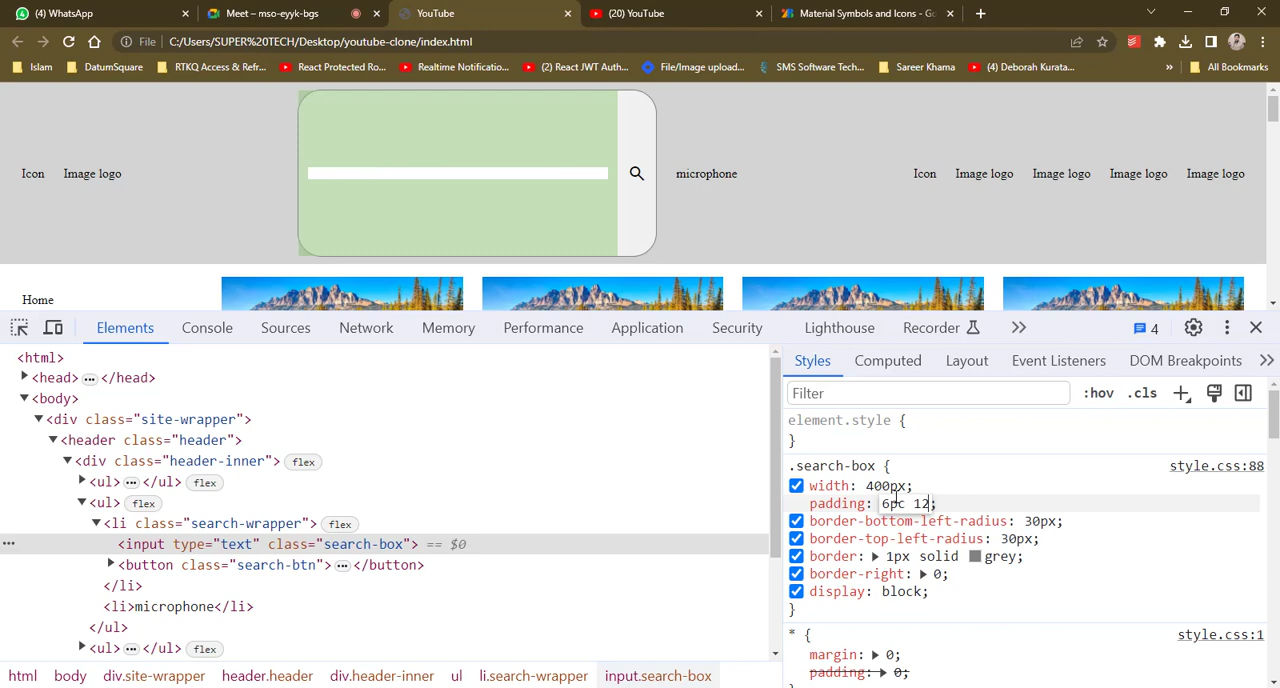 (4) WhatsApp
Meet – mso-eyyk-bgs
YouTube
(20) YouTube
Material Symbols and Icons - Go
File C:/Users/SUPER%20TECH/Desktop/youtube-clone/index.html
Islam DatumSquare RTKQ Access & Refr... React Protected Ro... Realtime Notificatio... (2) React JWT Auth... File/Image upload... SMS Software Tech... Sareer Khama (4) Deborah Kurata... » All Bookmarks
Icon Image logo microphone Icon Image logo Image logo Image logo Image logo
Home
Elements Console Sources Network Memory Performance Application Security Lighthouse Recorder » 4
<html>
<head> ••• </head>
<body>
<div class="site-wrapper">
<header class="header">
<div class="header-inner"> flex
<ul> ••• </ul> flex
<ul> flex
<li class="search-wrapper"> flex
••• <input type="text" class="search-box"> == $0
<button class="search-btn"> ••• </button>
</li>
<li>microphone</li>
</ul>
<ul> ••• </ul> flex
html body div.site-wrapper header.header div.header-inner ul li.search-wrapper input.search-box
Styles Computed Layout Event Listeners DOM Breakpoints »
Filter :hov .cls
element.style {
}
.search-box { style.css:88
width: 400px;
padding: 6pc 12;
border-bottom-left-radius: 30px;
border-top-left-radius: 30px;
border: 1px solid grey;
border-right: 0;
display: block;
}
* { style.css:1
margin: 0;
padding: 0;